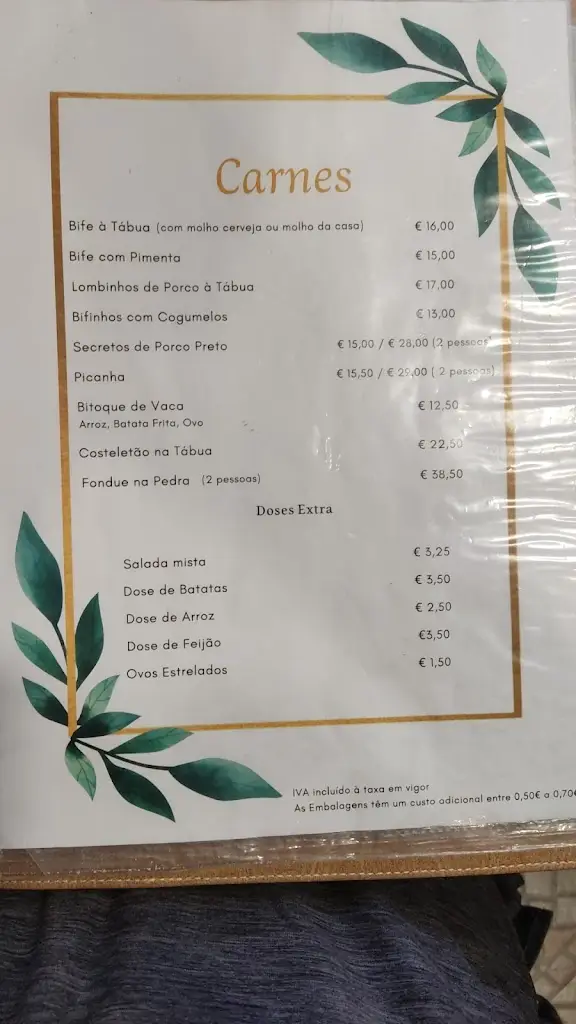 Carnes
Bife à Tábua (com molho cerveja ou molho da casa) € 16,00
Bife com Pimenta € 15,00
Lombinhos de Porco à Tábua € 17,00
Bifinhos com Cogumelos € 13,00
Secretos de Porco Preto € 15,00 / € 28,00 (2 pessoas)
Picanha € 15,50 / € 29,00 ( 2 pessoas)
Bitoque de Vaca € 12,50
Arroz, Batata Frita, Ovo
Costeletão na Tábua € 22,50
Fondue na Pedra (2 pessoas) € 38,50
Doses Extra
Salada mista € 3,25
Dose de Batatas € 3,50
Dose de Arroz € 2,50
Dose de Feijão €3,50
Ovos Estrelados € 1,50
IVA incluído à taxa em vigor
As Embalagens têm um custo adicional entre 0,50€ a 0,70€